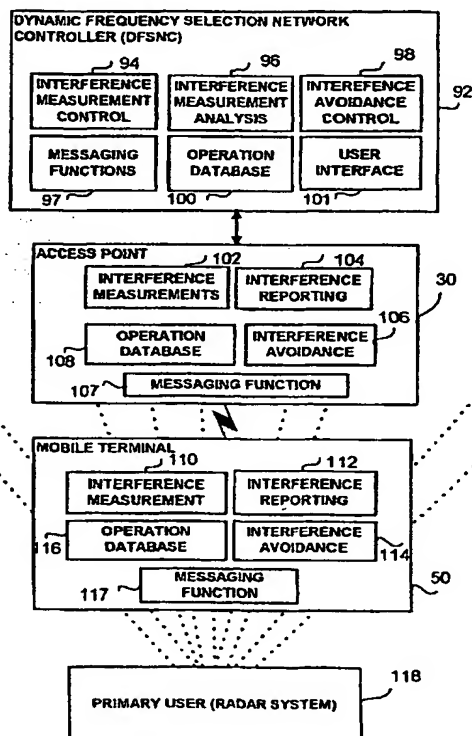 DYNAMIC FREQUENCY SELECTION NETWORK
CONTROLLER (DFSNC)
94
96
98
92
INTERFERENCE
MEASUREMENT
CONTROL
INTERFERENCE
MEASUREMENT
ANALYSIS
INTEREFENCE
AVOIDANCE
CONTROL
MESSAGING
FUNCTIONS
OPERATION
DATABASE
USER
INTERFACE
97
100
101
ACCESS POINT
102
104
30
INTERFERENCE
MEASUREMENTS
INTERFERENCE
REPORTING
106
OPERATION
DATABASE
INTERFERENCE
AVOIDANCE
108
107
MESSAGING FUNCTION
MOBILE TERMINAL
110
112
INTERFERENCE
MEASUREMENT
INTERFERENCE
REPORTING
OPERATION
DATABASE
INTERFERENCE
AVOIDANCE
116
114
MESSAGING
FUNCTION
117
50
118
PRIMARY USER (RADAR SYSTEM)